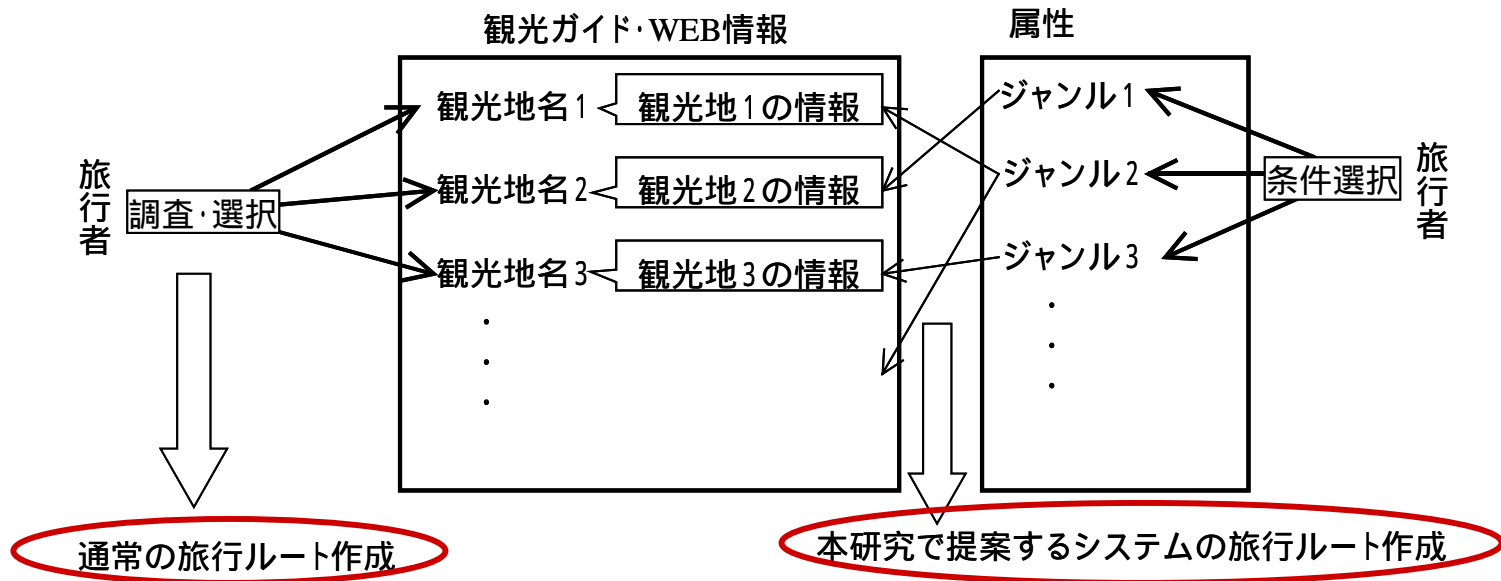 観光ガイド・WEB情報
属性
観光地名1
観光地1の情報
ジャンル1
観光地名2
観光地2の情報
ジャンル2
観光地名3
観光地3の情報
ジャンル3
・
・
・
・
・
・
旅行者
調査・選択
条件選択
旅行者
通常の旅行ルート作成
本研究で提案するシステムの旅行ルート作成